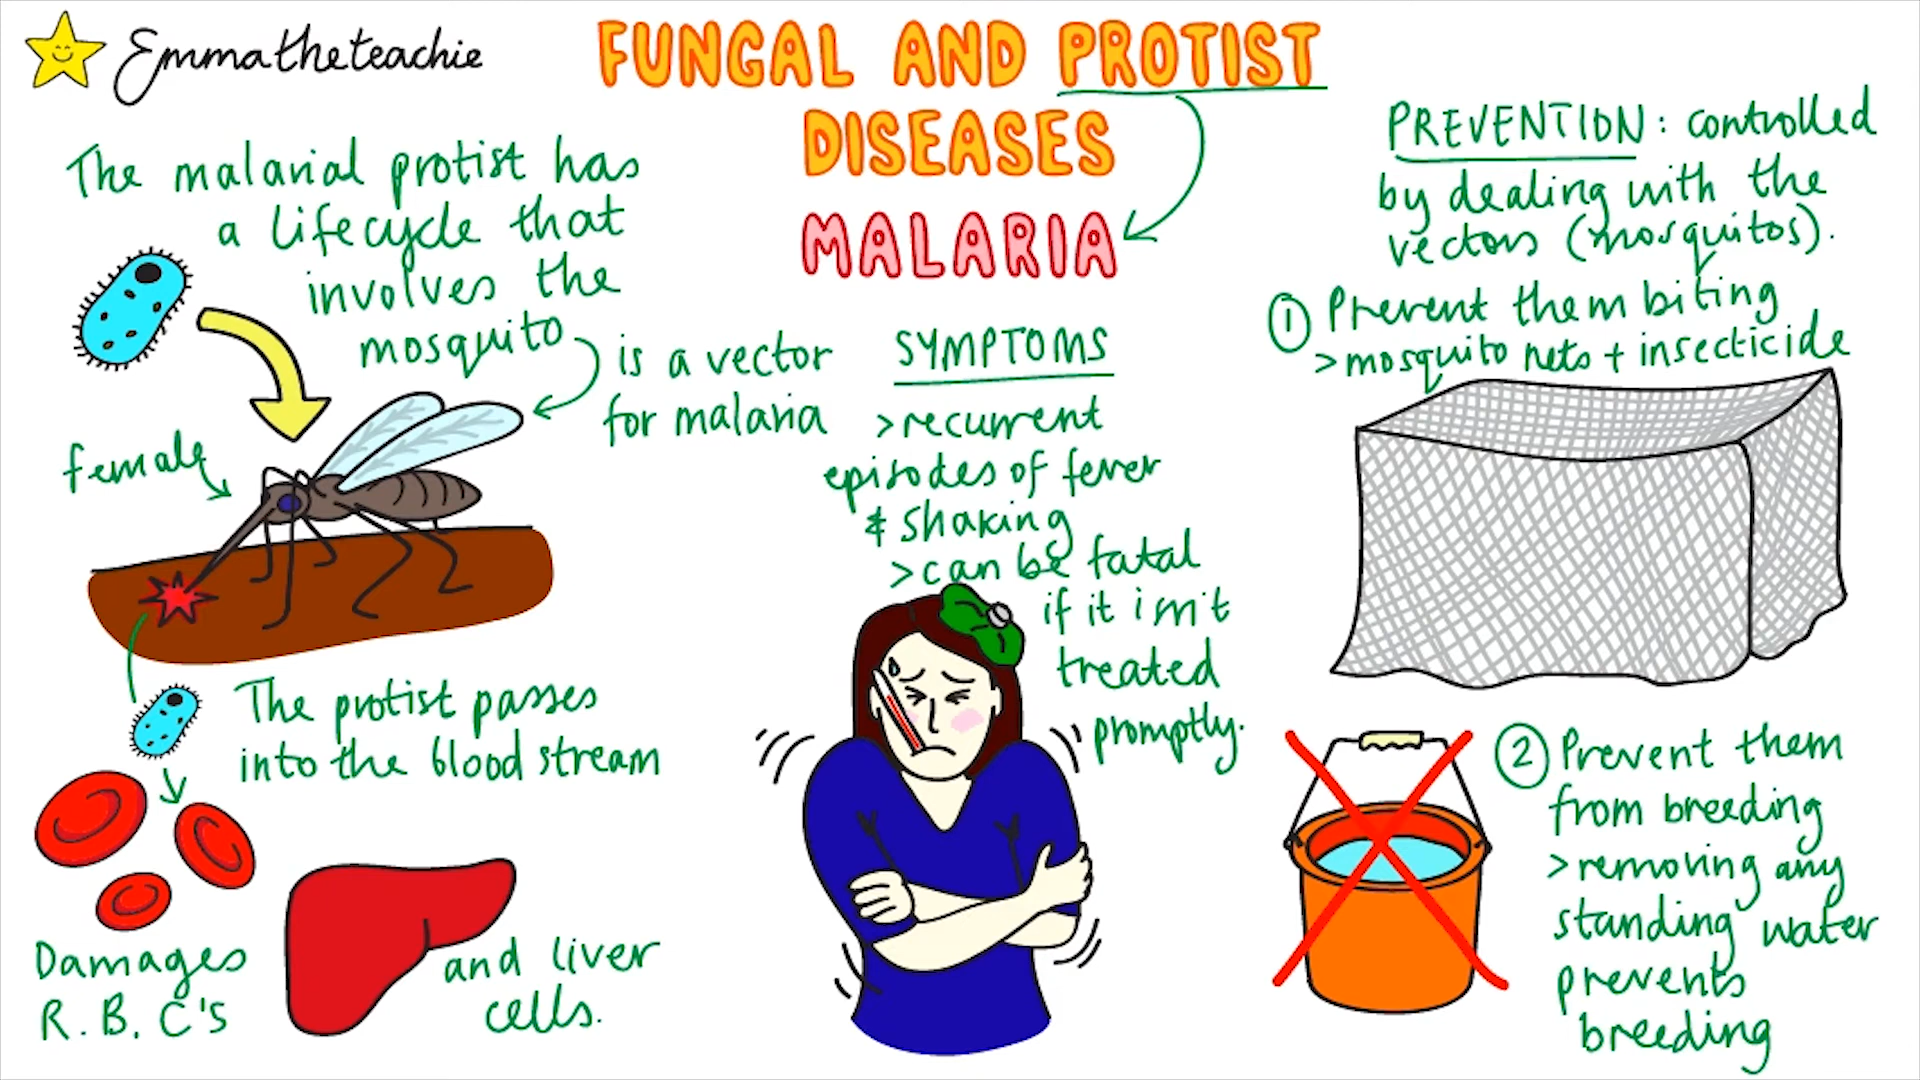 Emmatheteachie
FUNGAL AND PROTIST
DISEASES
MALARIA
The malarial protist has
a lifecycle that
involves the
mosquito
is a vector
for malaria
female
The protist passes
into the blood stream
Damages
R.B.C's
and liver
cells.
SYMPTOMS
>recurrent
episodes of fever
& shaking
>can be fatal
if it isn't
treated
promptly.
PREVENTION: controlled
by dealing with the
vectors (mosquitos).
1 Prevent them biting
>mosquito nets + insecticide
2 Prevent them
from breeding
>removing any
standing water
prevents
breeding